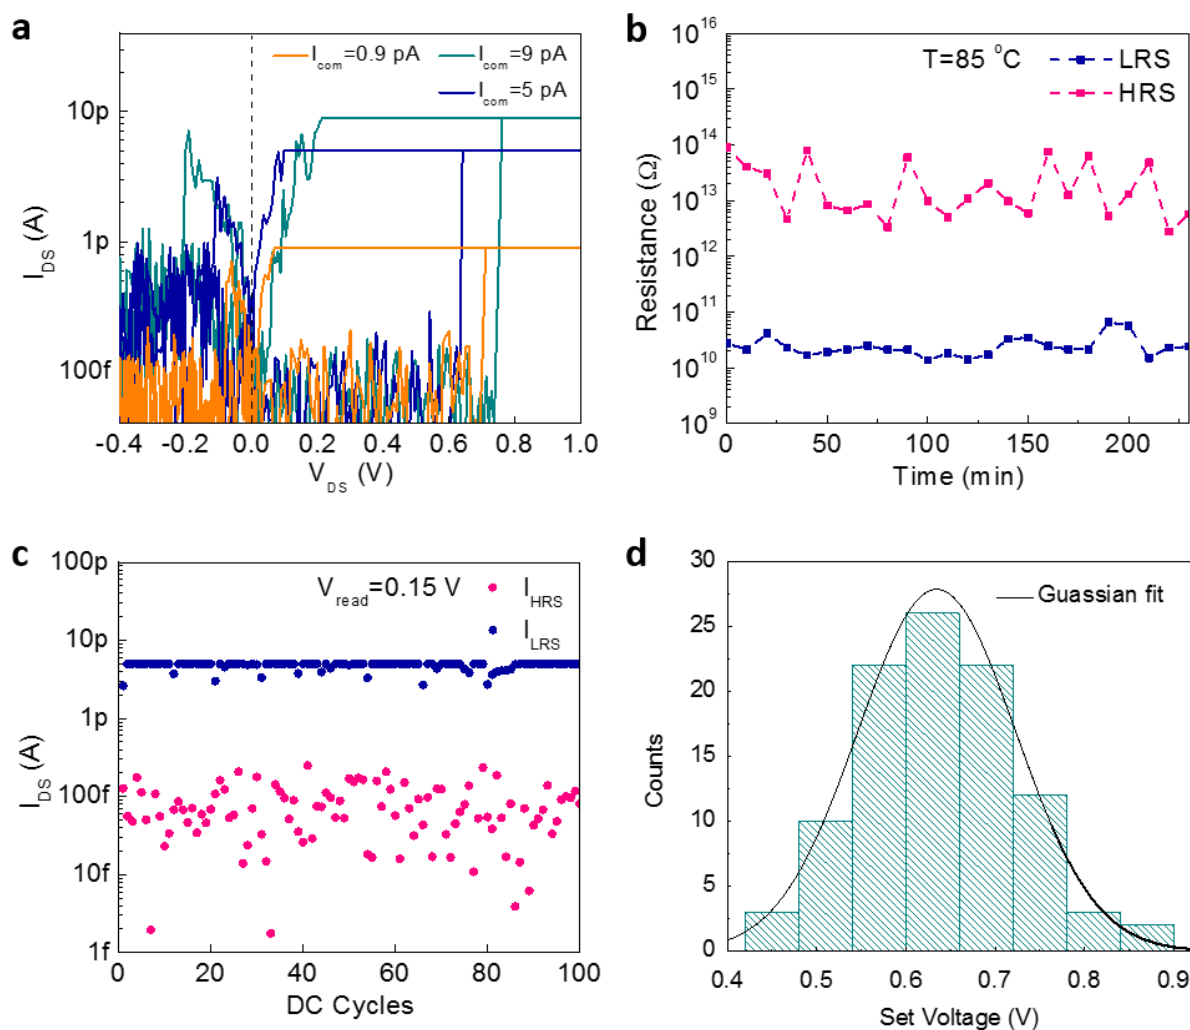 a
I_com=0.9 pA
I_com=9 pA
I_com=5 pA
10p
1p
100f
I_DS (A)
-0.4 -0.2 0.0 0.2 0.4 0.6 0.8 1.0
V_DS (V)
b
T=85 °C
LRS
HRS
10^16
10^15
10^14
10^13
10^12
10^11
10^10
10^9
Resistance (Ω)
0 50 100 150 200
Time (min)
c
V_read=0.15 V
I_HRS
I_LRS
100p
10p
1p
100f
10f
1f
I_DS (A)
0 20 40 60 80 100
DC Cycles
d
Guassian fit
30
25
20
15
10
5
0
Counts
0.4 0.5 0.6 0.7 0.8 0.9
Set Voltage (V)